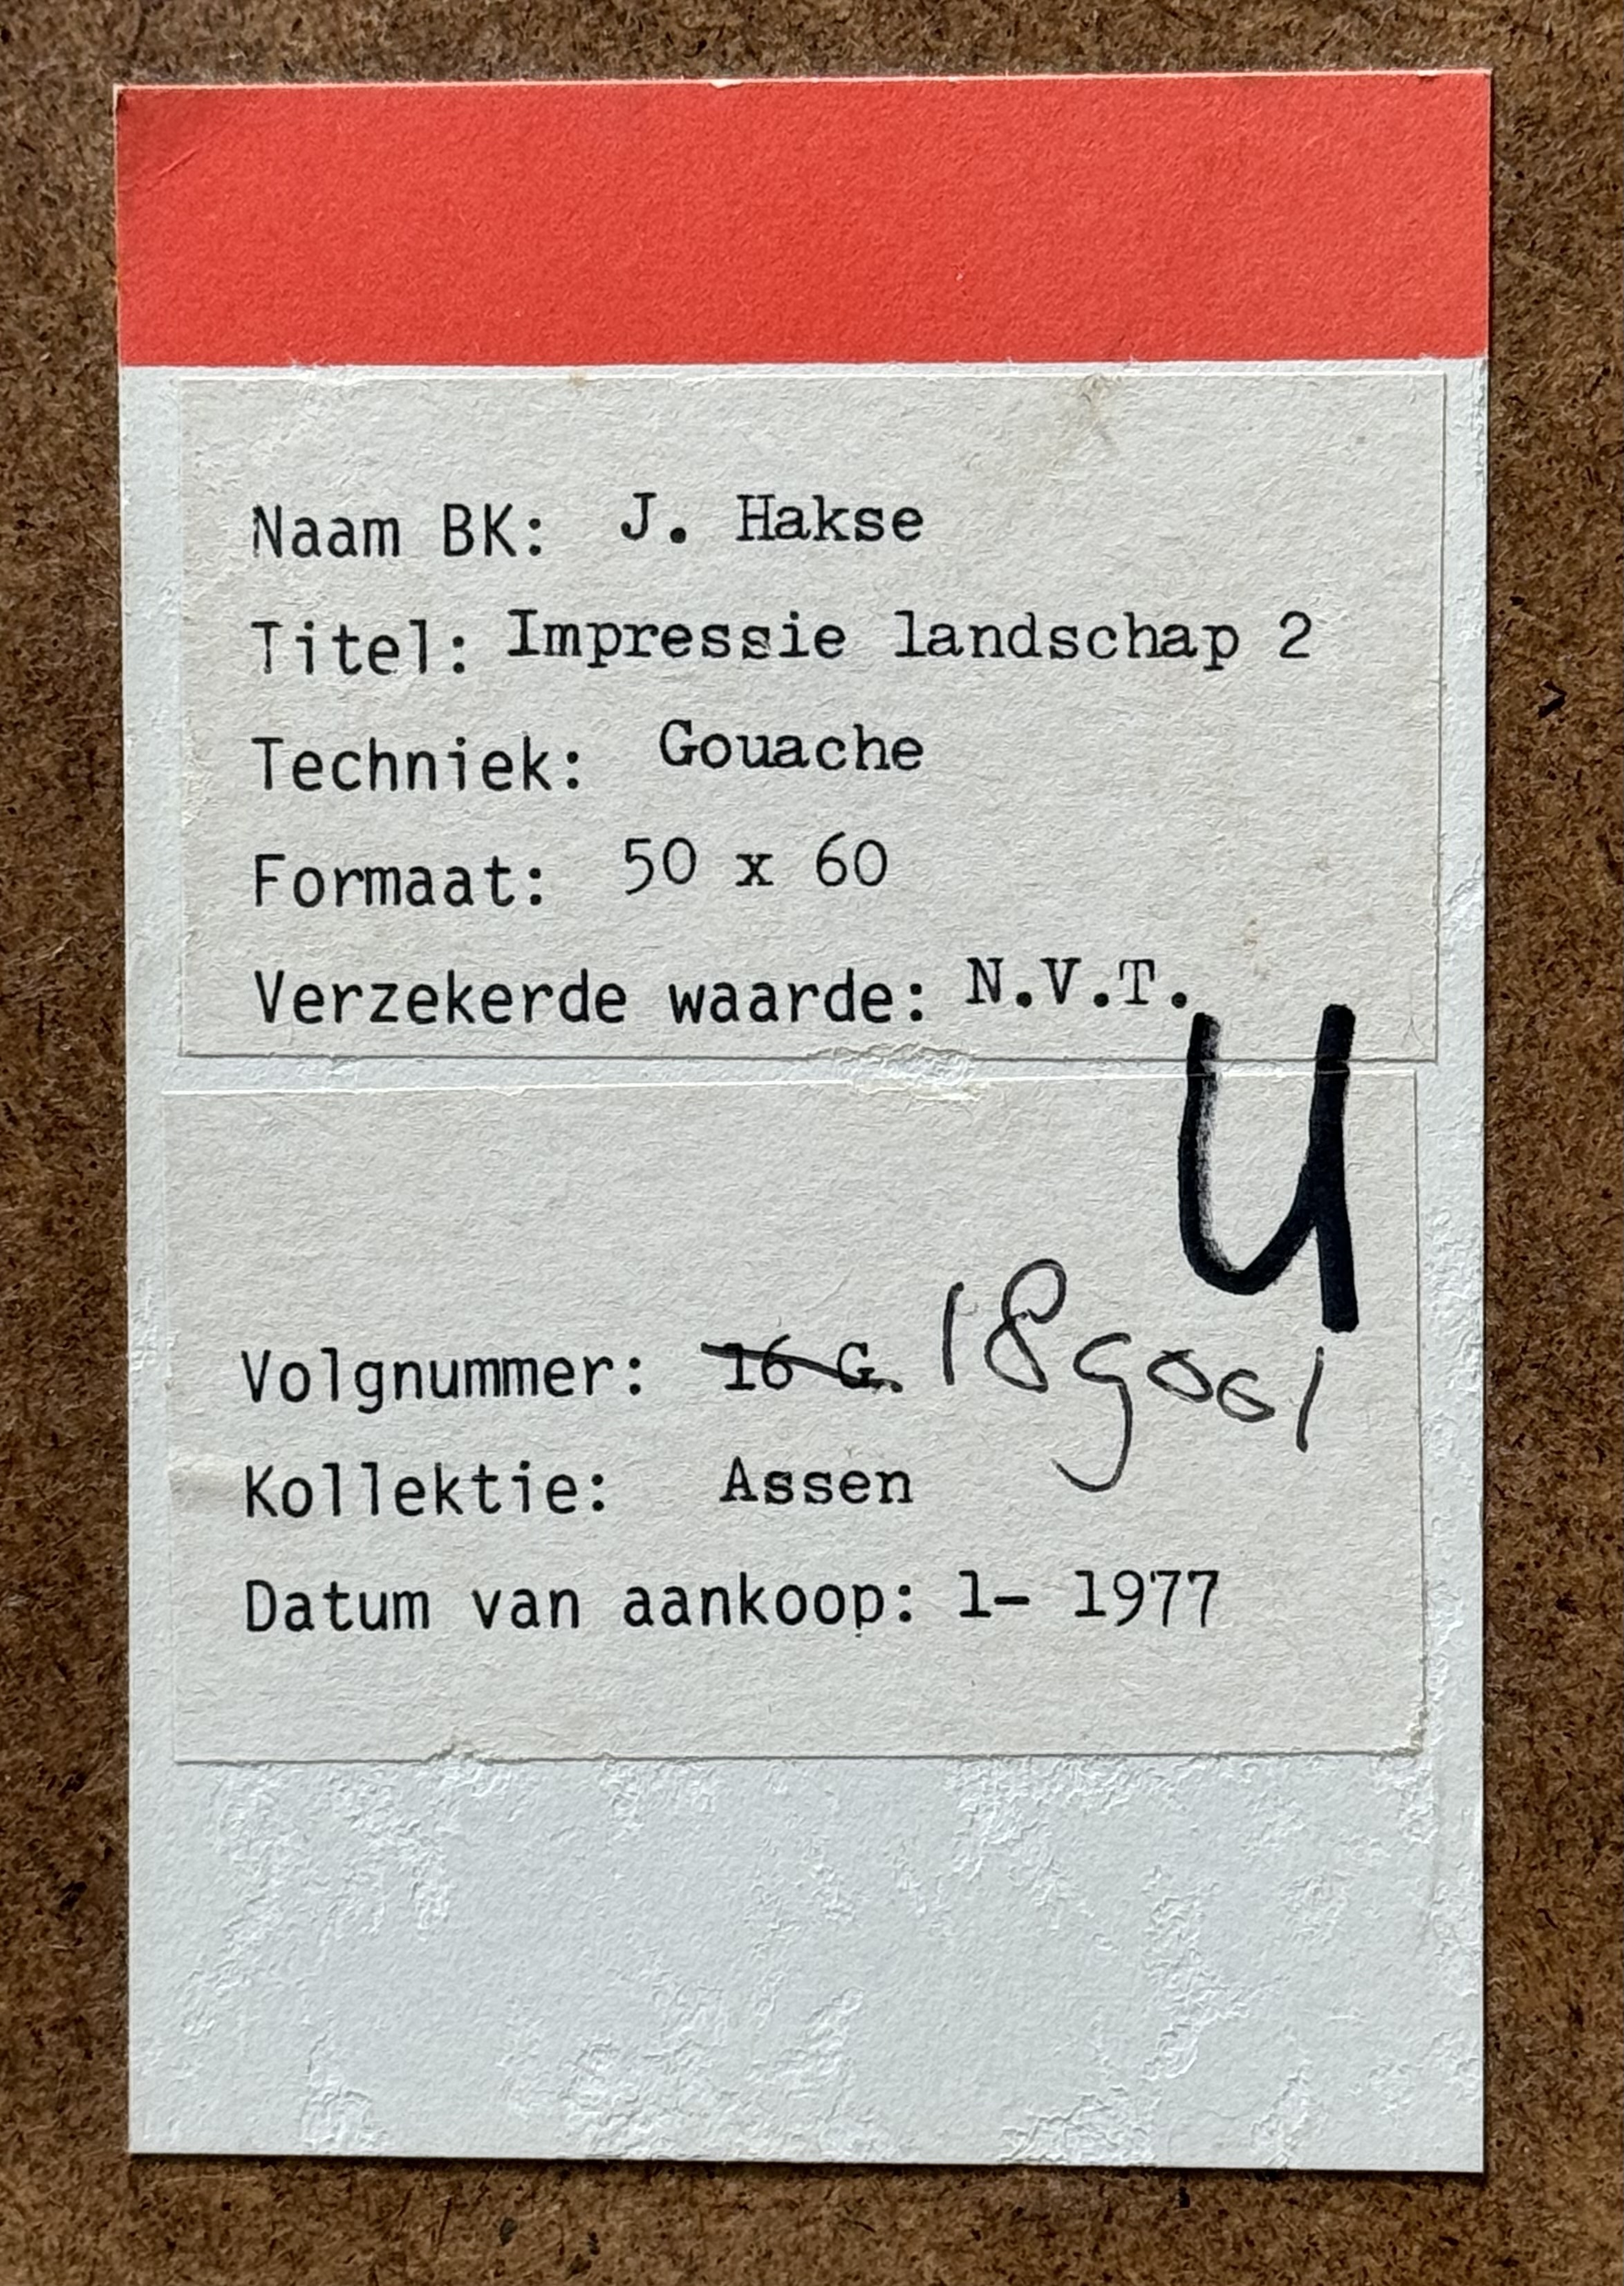 Naam BK: J. Hakse
Titel: Impressie landschap 2
Techniek: Gouache
Formaat: 50 x 60
Verzekerde waarde: N.V.T.
U
Volgnummer: 16 G. 18g001
Kollektie: Assen
Datum van aankoop: 1- 1977